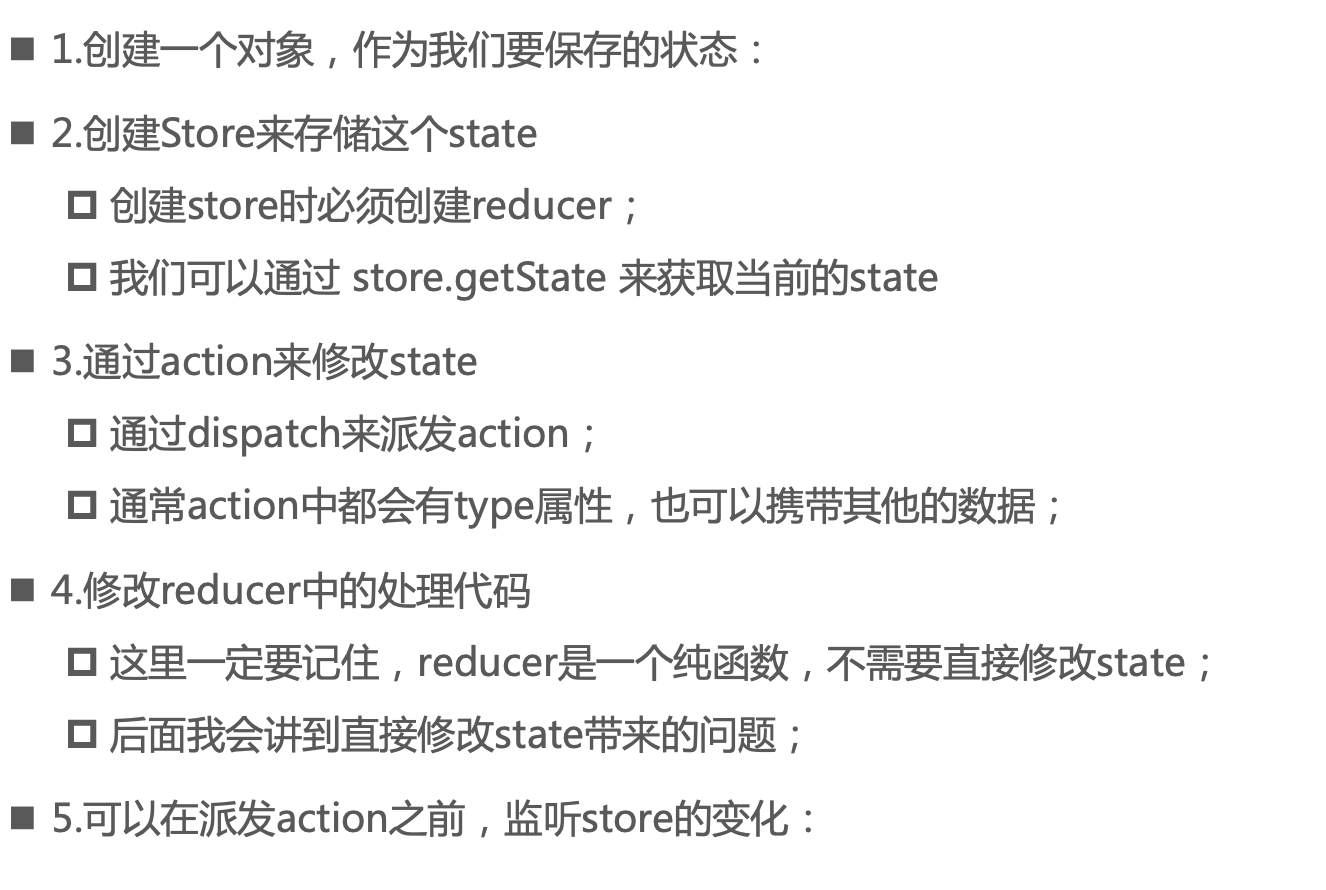 ■ 1.创建一个对象，作为我们要保存的状态：
■ 2.创建Store来存储这个state
创建store时必须创建reducer；
我们可以通过 store.getState 来获取当前的state
■ 3.通过action来修改state
通过dispatch来派发action；
通常action中都会有type属性，也可以携带其他的数据；
■ 4.修改reducer中的处理代码
这里一定要记住，reducer是一个纯函数，不需要直接修改state；
后面我会讲到直接修改state带来的问题；
■ 5.可以在派发action之前，监听store的变化：